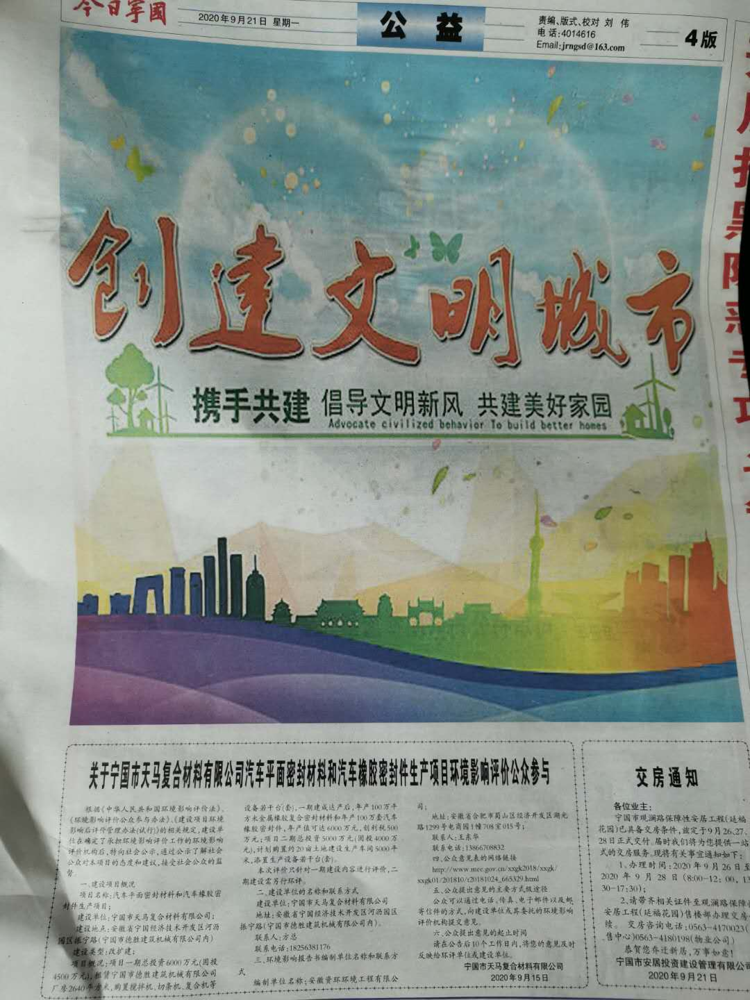 今日宁国
2020年9月21日 星期一
公 益
责编、版式、校对 刘 伟
电 话:4014616
Email:jrngsd@163.com
4版
创建文明城市
携手共建 倡导文明新风 共建美好家园
Advocate civilized behavior To build better homes
关于宁国市天马复合材料有限公司汽车平面密封材料和汽车橡胶密封件生产项目环境影响评价公众参与
根据《中华人民共和国环境影响评价法》、
《环境影响评价公众参与办法》、《建设项目环境
影响后评价管理办法(试行)》的相关规定,建设单
位在确定了承担环境影响评价工作的环境影响
评价机构后,特向社会公示,通过公示了解社会
公众对本项目的态度和建议,接受社会公众的监
督。
一、建设项目概况
项目名称:汽车平面密封材料和汽车橡胶密
封件生产项目;
建设单位:宁国市天马复合材料有限公司;
建设地点:安徽省宁国经济技术开发区河沥
园区振宁路(宁国市德胜建筑机械有限公司内)
建设类型:改扩建;
项目概况:项目一期总投资6000万元(固投
4500万元),租赁宁国市德胜建筑机械有限公司
厂房2640平方米,购置搅拌机、切条机、复合机等
设备若干台(套),一期建成达产后,年产100万平
方米金属橡胶复合密封材料和年产100万套汽车
橡胶密封件,年产值可达6000万元,创利税500
万元;项目二期总投资5000万元(固投4000万
元),计划购置约20亩土地建设生产车间5000平
米,添置生产设备若干台(套)。
本次评价只针对一期建设内容进行评价,二
期建设需另行环评。
二、建设单位的名称和联系方式
建设单位:宁国市天马复合材料有限公司
地址:安徽省宁国经济技术开发区河沥园区
振宁路(宁国市德胜建筑机械有限公司内)。
联系人:方总
联系电话:18256381176
三、环境影响报告书编制单位名称和联系方
式
编制单位名称:安徽资环环境工程有限公
司;
地址:安徽省合肥市蜀山区经济开发区湖光
路1299号电商园1幢708室015号;
联系人:王东华
联系电话:13866708832
四、公众意见表的网络链接
http://www.mee.gov.cn/xxgk2018/xxgk/
xxgk01/201810/t20181024_665329.html
五、公众提出意见的主要方式级途径
公众可以通过电话、传真、电子邮件以及邮
寄信件的方式,向建设单位或其委托的环境影响
评价机构提交意见。
六、公众提出意见的起止时间
请在公告后10个工作日内,将您的意见及时
反映给环评单位或建设单位。
宁国市天马复合材料有限公司
2020年9月15日
交房通知
各位业主:
宁国市观澜路保障性安居工程(廷福
花园)已具备交房条件,兹定于9月26、27、
28日正式交付。届时我们将为您提供一站
式的交房服务。现将有关事宜通知如下:
1、办理时间:2020年9月26日至
2020年9月28日(8:00-12:00,13
30-17:30);
2、请带齐相关证件至观澜路保障
安居工程(廷福花园)售楼部办理交房
续。 交房咨询电话:0563-4170023(
售中心)0563-4180198(物业公司)
恭贺您乔迁新居,万事如意!
宁国市安居投资建设管理有限公司
2020年9月21日
扫
黑
除
恶
专